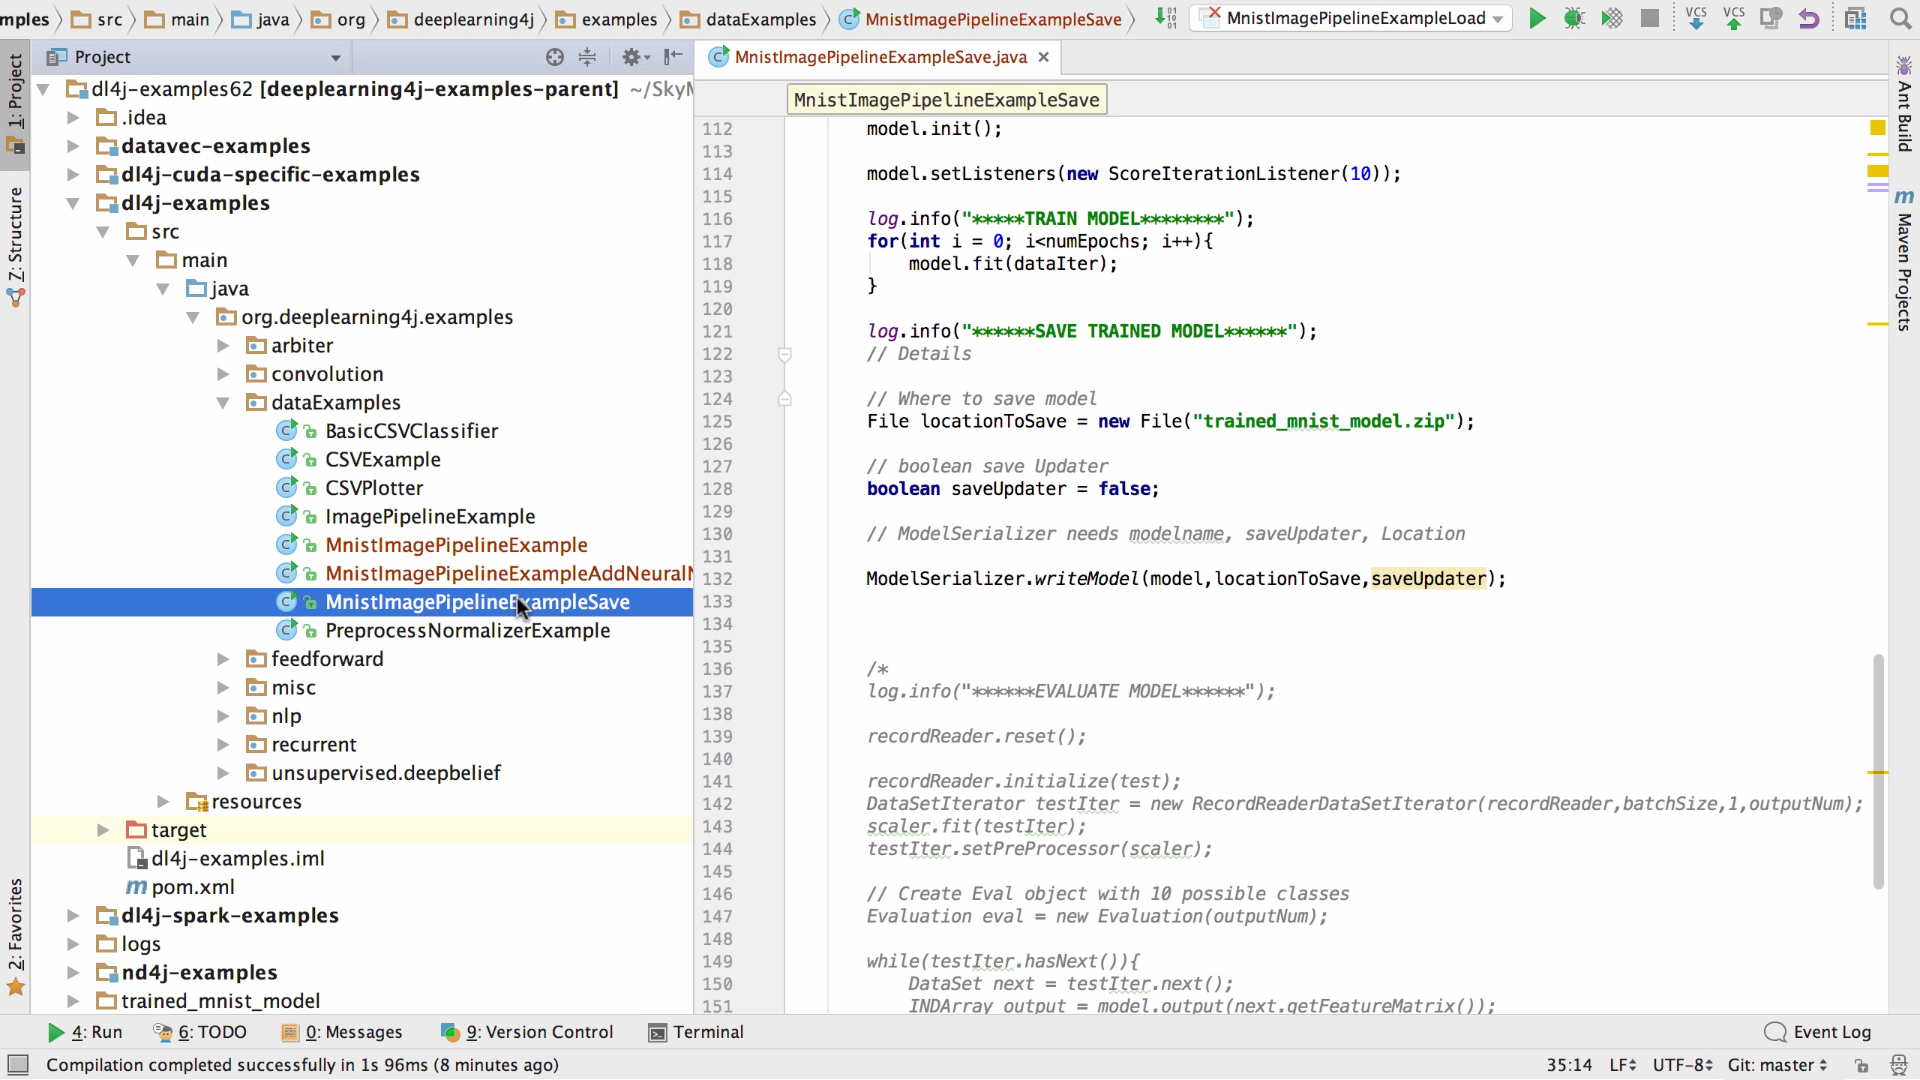 mples src main java org deeplearning4j examples dataExamples MnistImagePipelineExampleSave MnistImagePipelineExampleLoad VCS VCS
Project
MnistImagePipelineExampleSave.java
1: Project
Z: Structure
2: Favorites
dl4j-examples62 [deeplearning4j-examples-parent] ~/SkyM
.idea
datavec-examples
dl4j-cuda-specific-examples
dl4j-examples
src
main
java
org.deeplearning4j.examples
arbiter
convolution
dataExamples
BasicCSVClassifier
CSVExample
CSVPlotter
ImagePipelineExample
MnistImagePipelineExample
MnistImagePipelineExampleAddNeuralN
MnistImagePipelineExampleSave
PreprocessNormalizerExample
feedforward
misc
nlp
recurrent
unsupervised.deepbelief
resources
target
dl4j-examples.iml
pom.xml
dl4j-spark-examples
logs
nd4j-examples
trained_mnist_model
MnistImagePipelineExampleSave
112 model.init();
113
114 model.setListeners(new ScoreIterationListener(10));
115
116 log.info("*****TRAIN MODEL********");
117 for(int i = 0; i<numEpochs; i++){
118 model.fit(dataIter);
119 }
120
121 log.info("******SAVE TRAINED MODEL******");
122 // Details
123
124 // Where to save model
125 File locationToSave = new File("trained_mnist_model.zip");
126
127 // boolean save Updater
128 boolean saveUpdater = false;
129
130 // ModelSerializer needs modelname, saveUpdater, Location
131
132 ModelSerializer.writeModel(model,locationToSave,saveUpdater);
133
134
135
136 /*
137 log.info("******EVALUATE MODEL******");
138
139 recordReader.reset();
140
141 recordReader.initialize(test);
142 DataSetIterator testIter = new RecordReaderDataSetIterator(recordReader,batchSize,1,outputNum);
143 scaler.fit(testIter);
144 testIter.setPreProcessor(scaler);
145
146 // Create Eval object with 10 possible classes
147 Evaluation eval = new Evaluation(outputNum);
148
149 while(testIter.hasNext()){
150 DataSet next = testIter.next();
151 INDArray output = model.output(next.getFeatureMatrix());
Ant Build
m Maven Projects
4: Run 6: TODO 0: Messages 9: Version Control Terminal Event Log
Compilation completed successfully in 1s 96ms (8 minutes ago) 35:14 LF UTF-8 Git: master